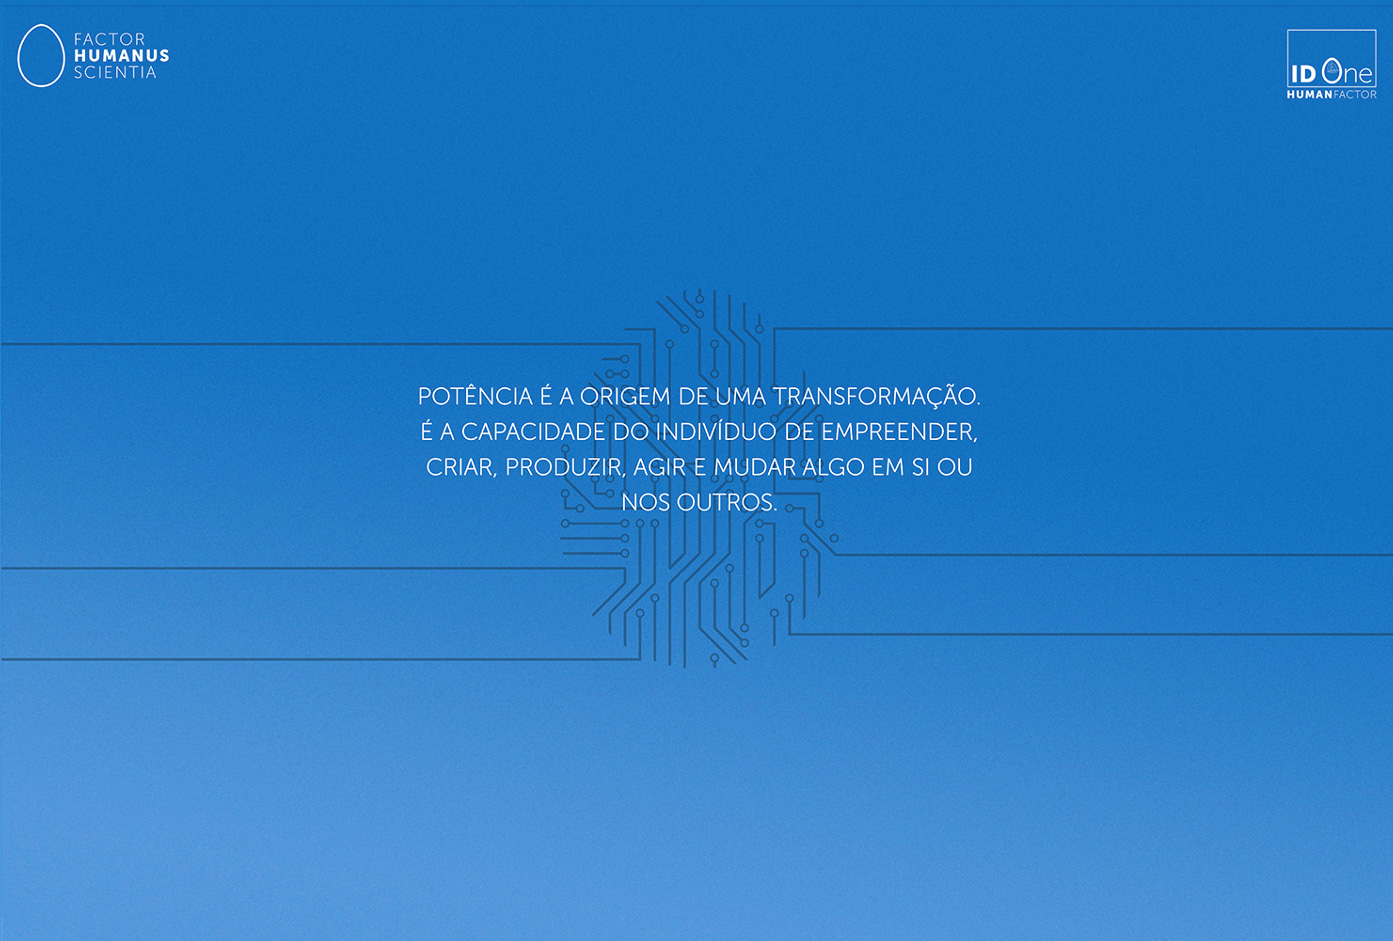 FACTOR
HUMANUS
SCIENTIA
ID One
HUMANFACTOR
POTÊNCIA É A ORIGEM DE UMA TRANSFORMAÇÃO.
É A CAPACIDADE DO INDIVÍDUO DE EMPREENDER,
CRIAR, PRODUZIR, AGIR E MUDAR ALGO EM SI OU
NOS OUTROS.